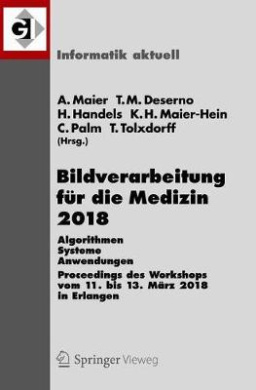 GI
Informatik aktuell
A. Maier T. M. Deserno
H. Handels K. H. Maier-Hein
C. Palm T. Tolxdorff
(Hrsg.)
Bildverarbeitung
für die Medizin
2018
Algorithmen
Systeme
Anwendungen
Proceedings des Workshops
vom 11. bis 13. März 2018
in Erlangen
Springer Vieweg